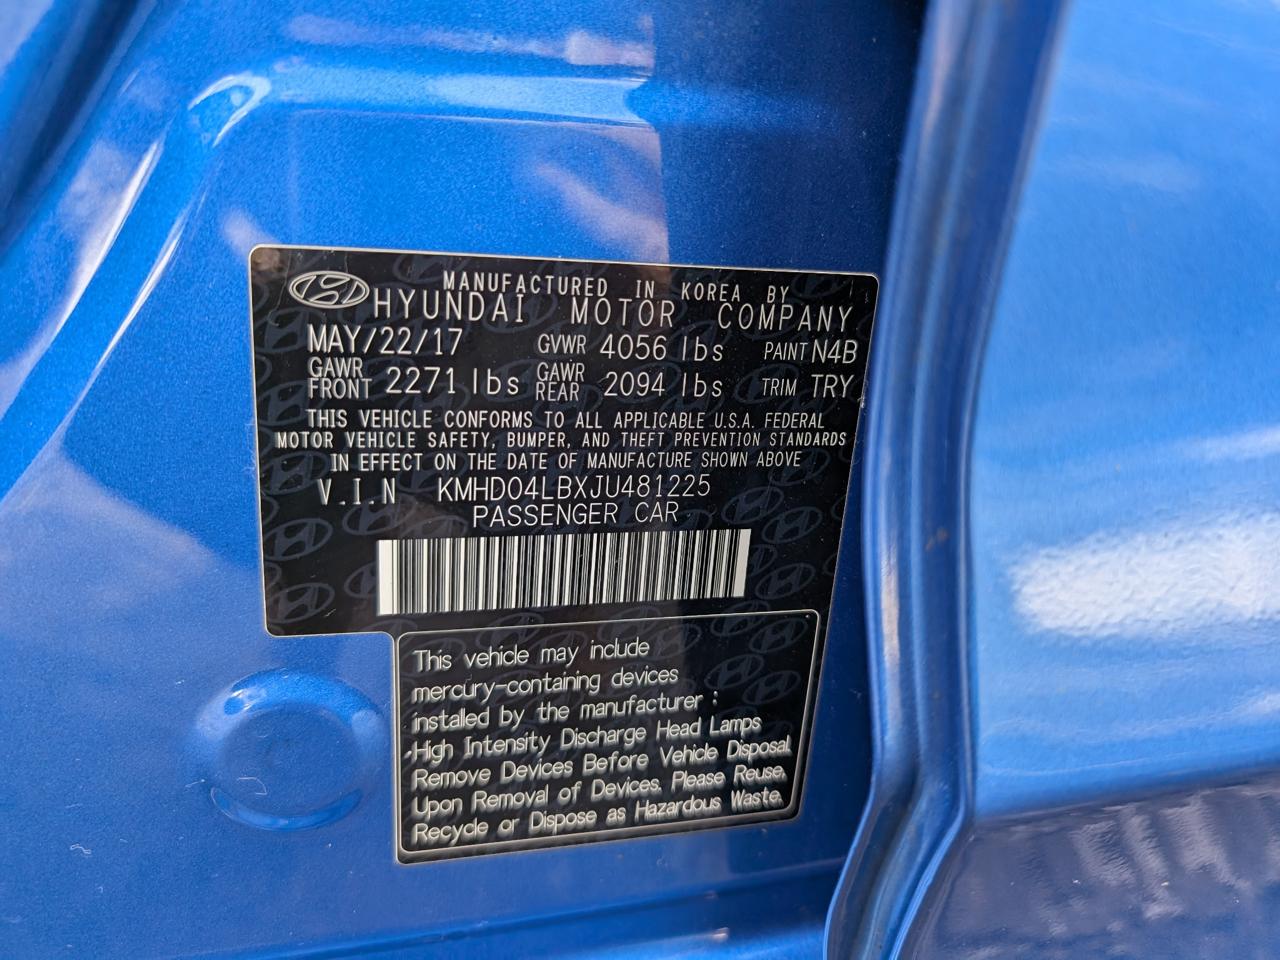 MANUFACTURED IN KOREA BY
HYUNDAI MOTOR COMPANY
MAY/22/17 GVWR 4056 lbs PAINT N4B
GAWR FRONT 2271 lbs GAWR REAR 2094 lbs TRIM TRY
THIS VEHICLE CONFORMS TO ALL APPLICABLE U.S.A. FEDERAL
MOTOR VEHICLE SAFETY, BUMPER, AND THEFT PREVENTION STANDARDS
IN EFFECT ON THE DATE OF MANUFACTURE SHOWN ABOVE
V.I.N KMHD04LBXJU481225
PASSENGER CAR
This vehicle may include
mercury-containing devices
installed by the manufacturer :
-High Intensity Discharge Head Lamps
Remove Devices Before Vehicle Disposal.
Upon Removal of Devices, Please Reuse,
Recycle or Dispose as Hazardous Waste.